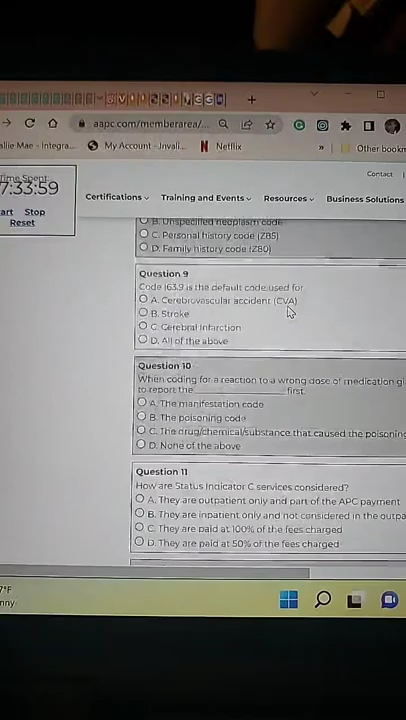 aapc.com/memberarea/...
My Account - Invali...
Netflix
»
Other bookm
Time Spent:
7:33:59
art Stop
Reset
Contact
Certifications
Training and Events
Resources
Business Solutions
B. Unspecified neoplasm code
C. Personal history code (Z85)
D. Family history code (Z80)
Question 9
Code I63.9 is the default code used for
A. Cerebrovascular accident (CVA)
B. Stroke
C. Cerebral Infarction
D. All of the above
Question 10
When coding for a reaction to a wrong dose of medication gi
to report the ____________ first.
A. The manifestation code
B. The poisoning code
C. The drug/chemical/substance that caused the poisoning
D. None of the above
Question 11
How are Status Indicator C services considered?
A. They are outpatient only and part of the APC payment
B. They are inpatient only and not considered in the outpa
C. They are paid at 100% of the fees charged
D. They are paid at 50% of the fees charged
7°F
nny